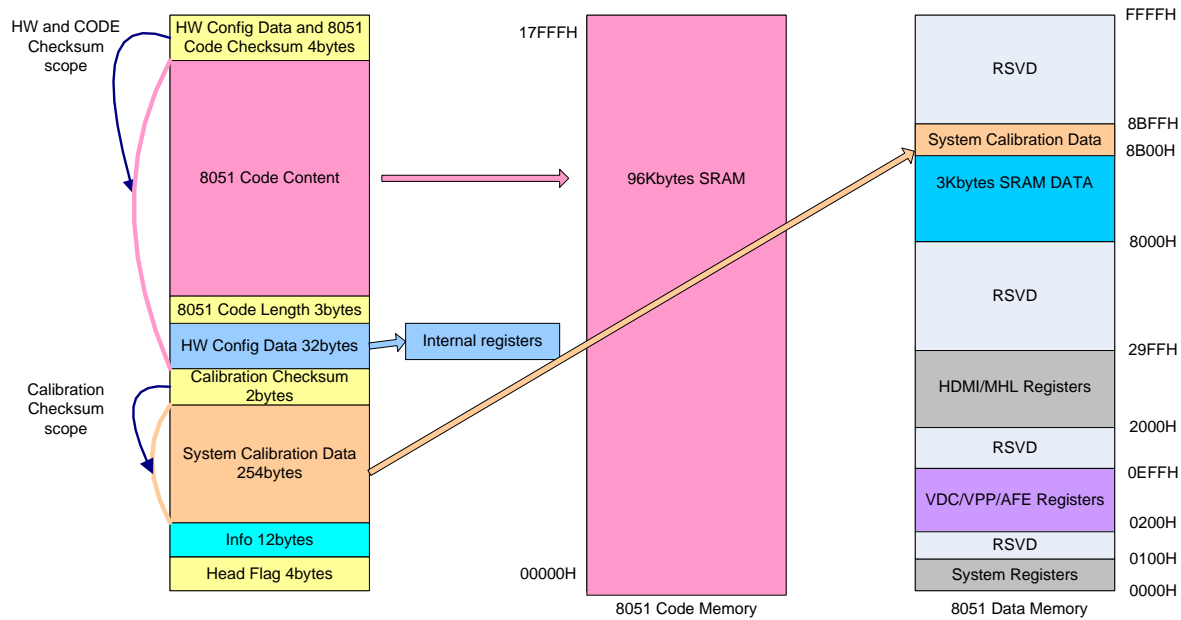 HW and CODE
Checksum
scope
HW Config Data and 8051
Code Checksum 4bytes
8051 Code Content
8051 Code Length 3bytes
HW Config Data 32bytes
Calibration Checksum
2bytes
Calibration
Checksum
scope
System Calibration Data
254bytes
Info 12bytes
Head Flag 4bytes
Internal registers
17FFFH
96Kbytes SRAM
00000H
8051 Code Memory
FFFFH
RSVD
8BFFH
System Calibration Data
8B00H
3Kbytes SRAM DATA
8000H
RSVD
29FFH
HDMI/MHL Registers
2000H
RSVD
0EFFH
VDC/VPP/AFE Registers
0200H
RSVD
0100H
System Registers
0000H
8051 Data Memory